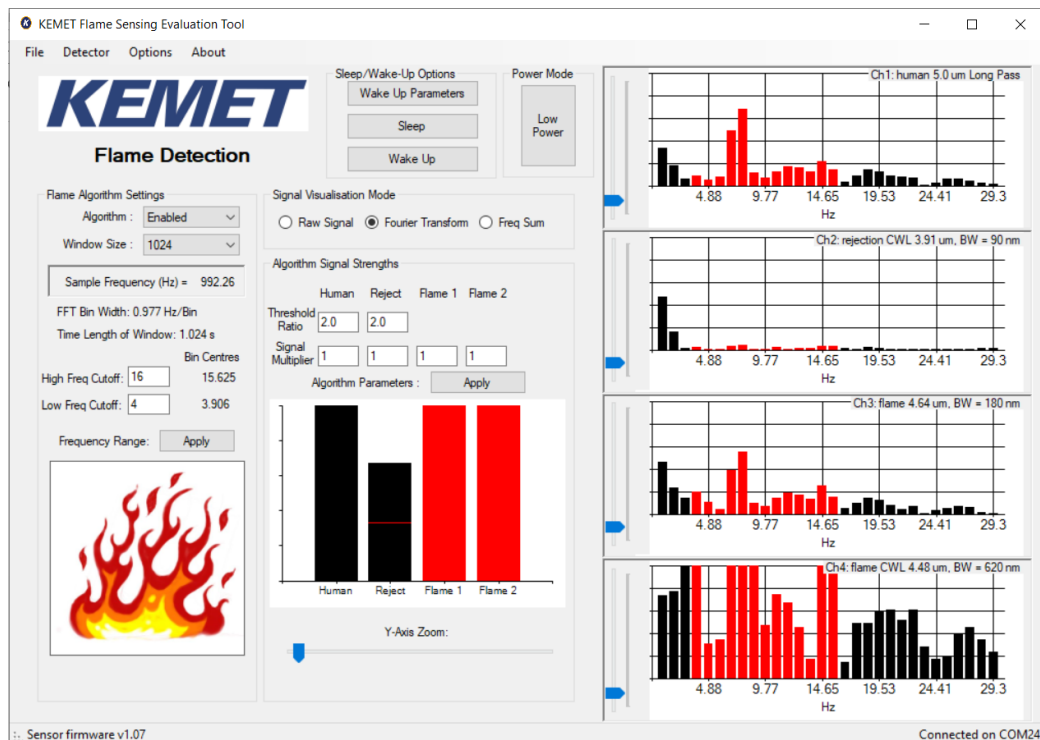 KEMET Flame Sensing Evaluation Tool
File Detector Options About
KEMET
Flame Detection
Sleep/Wake-Up Options
Wake Up Parameters
Sleep
Wake Up
Power Mode
Low
Power
Flame Algorithm Settings
Algorithm : Enabled
Window Size : 1024
Sample Frequency (Hz) = 992.26
FFT Bin Width: 0.977 Hz/Bin
Time Length of Window: 1.024 s
Bin Centres
High Freq Cutoff: 16 15.625
Low Freq Cutoff: 4 3.906
Frequency Range: Apply
Signal Visualisation Mode
Raw Signal Fourier Transform Freq Sum
Algorithm Signal Strengths
Human Reject Flame 1 Flame 2
Threshold
Ratio 2.0 2.0
Signal
Multiplier 1 1 1 1
Algorithm Parameters : Apply
Human Reject Flame 1 Flame 2
Y-Axis Zoom:
Ch1: human 5.0 um Long Pass
4.88 9.77 14.65 19.53 24.41 29.3
Hz
Ch2: rejection CWL 3.91 um, BW = 90 nm
4.88 9.77 14.65 19.53 24.41 29.3
Hz
Ch3: flame 4.64 um, BW = 180 nm
4.88 9.77 14.65 19.53 24.41 29.3
Hz
Ch4: flame CWL 4.48 um, BW = 620 nm
4.88 9.77 14.65 19.53 24.41 29.3
Hz
Sensor firmware v1.07
Connected on COM24